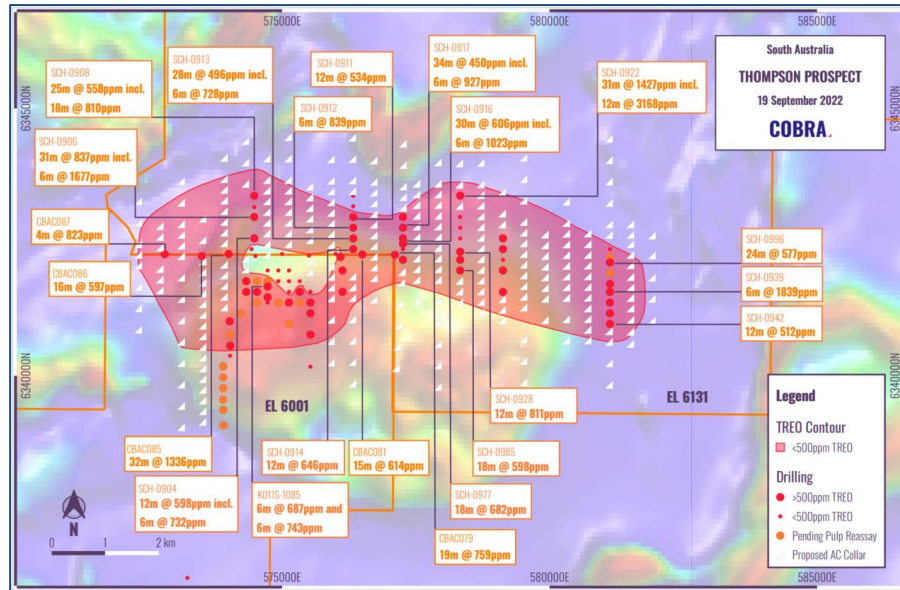 575000E
580000E
585000E
South Australia
THOMPSON PROSPECT
19 September 2022
COBRA.
SCH-0908
25m @ 558ppm incl.
18m @ 810ppm
SCH-0913
28m @ 496ppm incl.
6m @ 728ppm
SCH-0911
12m @ 534ppm
SCH-0917
34m @ 450ppm incl.
6m @ 927ppm
SCH-0922
31m @ 1427ppm incl.
12m @ 3168ppm
SCH-0912
6m @ 839ppm
SCH-0916
30m @ 606ppm incl.
6m @ 1023ppm
6345000N
6345000N
SCH-0906
31m @ 837ppm incl.
6m @ 1677ppm
CBAC087
4m @ 823ppm
CBAC086
16m @ 597ppm
SCH-0996
24m @ 577ppm
SCH-0939
6m @ 1839ppm
SCH-0942
12m @ 512ppm
6340000N
6340000N
EL 6001
EL 6131
SCH-0928
12m @ 811ppm
CBAC085
32m @ 1336ppm
SCH-0914
12m @ 646ppm
CBAC081
15m @ 614ppm
SCH-0985
18m @ 598ppm
SCH-0904
12m @ 598ppm incl.
6m @ 732ppm
K011S-1085
6m @ 687ppm and
6m @ 743ppm
SCH-0977
18m @ 682ppm
CBAC079
19m @ 759ppm
Legend
TREO Contour
<500ppm TREO
Drilling
>500ppm TREO
<500ppm TREO
Pending Pulp Reassay
Proposed AC Collar
N
0
1
2 km
575000E
580000E
585000E